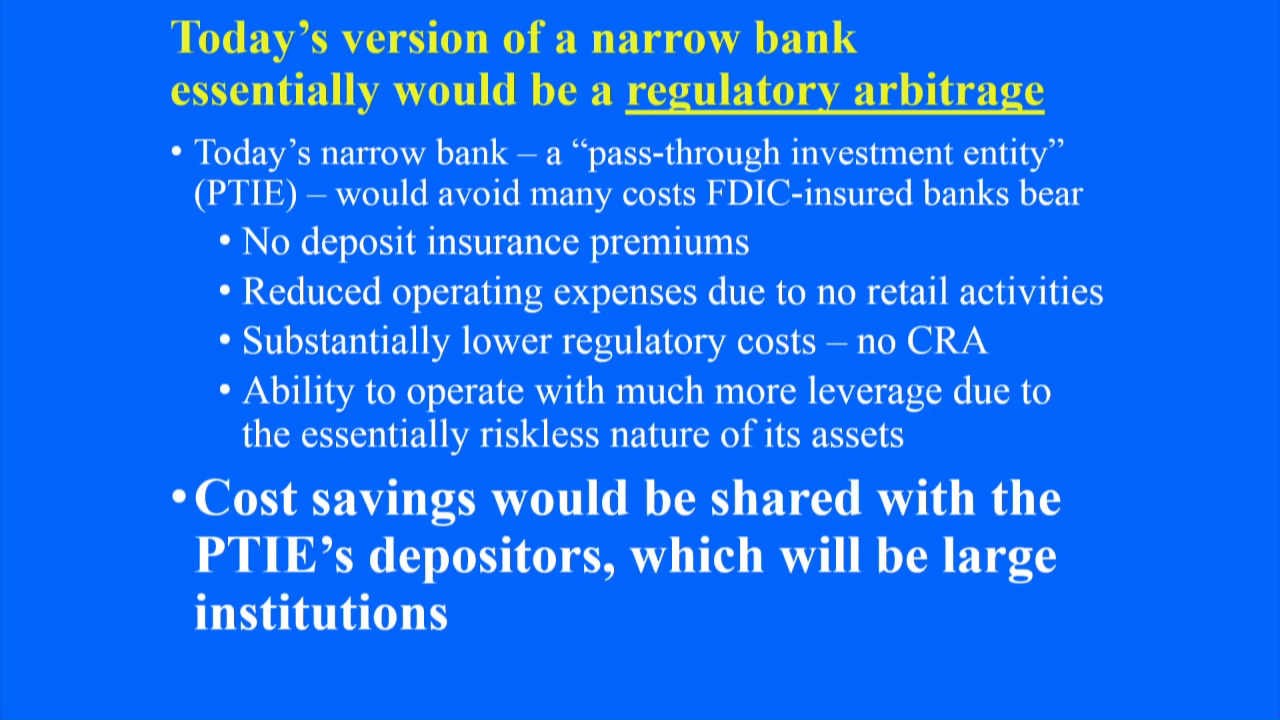 Today’s version of a narrow bank
essentially would be a regulatory arbitrage
• Today’s narrow bank – a “pass-through investment entity”
(PTIE) – would avoid many costs FDIC-insured banks bear
• No deposit insurance premiums
• Reduced operating expenses due to no retail activities
• Substantially lower regulatory costs – no CRA
• Ability to operate with much more leverage due to
the essentially riskless nature of its assets
• Cost savings would be shared with the
PTIE’s depositors, which will be large
institutions